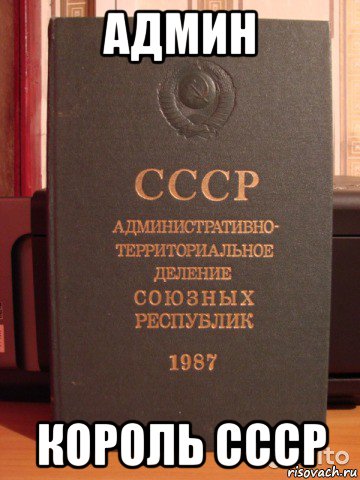 АДМИН
СССР
АДМИНИСТРАТИВНО-
ТЕРРИТОРИАЛЬНОЕ
ДЕЛЕНИЕ
СОЮЗНЫХ
РЕСПУБЛИК
1987
КОРОЛЬ СССР
risovach.ru